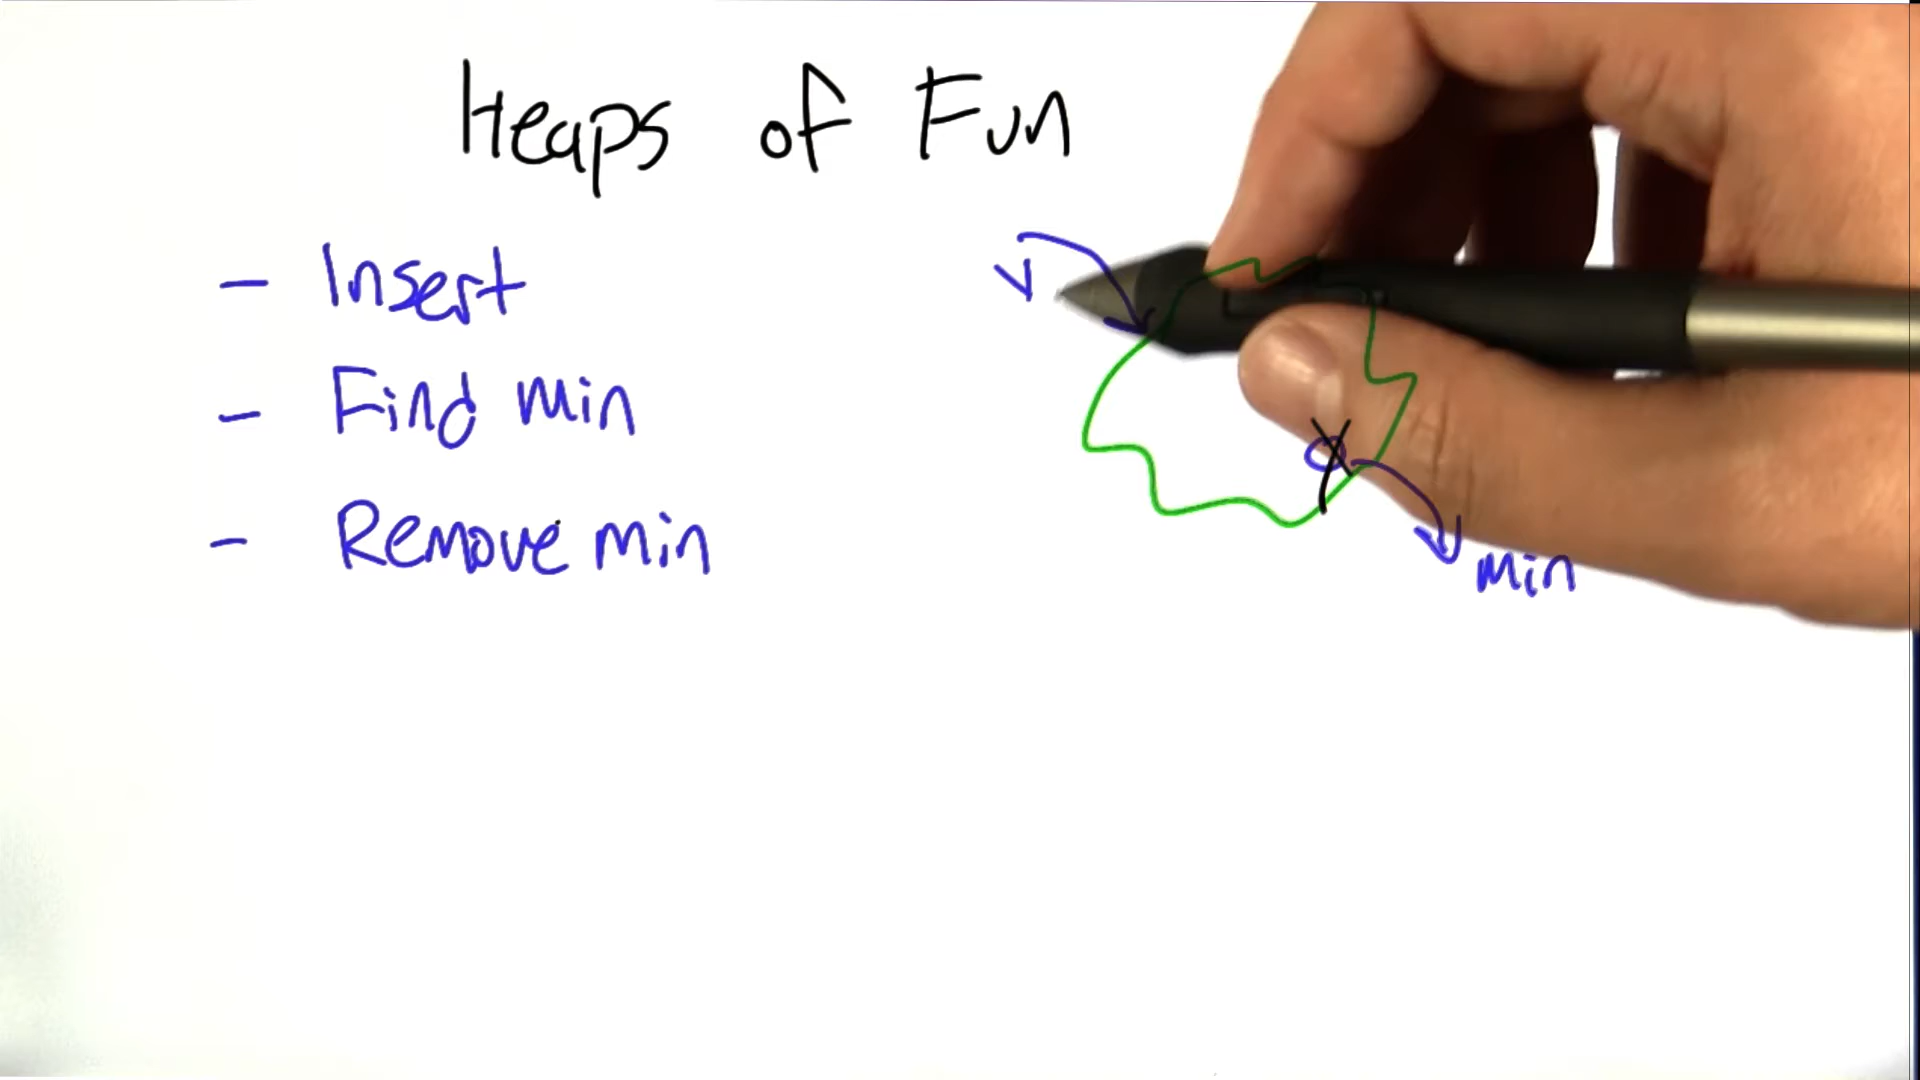 Heaps of Fun
- Insert
- Find min
- Remove min
V
min